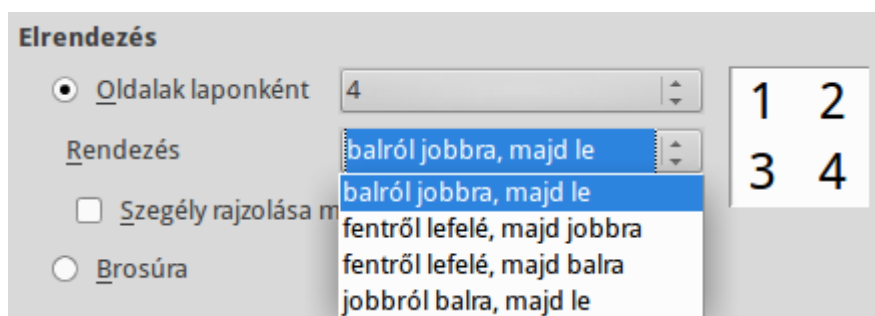 Elrendezés
Oldalak laponként 4
1 2
Rendezés balról jobbra, majd le
3 4
balról jobbra, majd le
Szegély rajzolása
fentről lefelé, majd jobbra
fentről lefelé, majd balra
Brosúra
jobbról balra, majd le